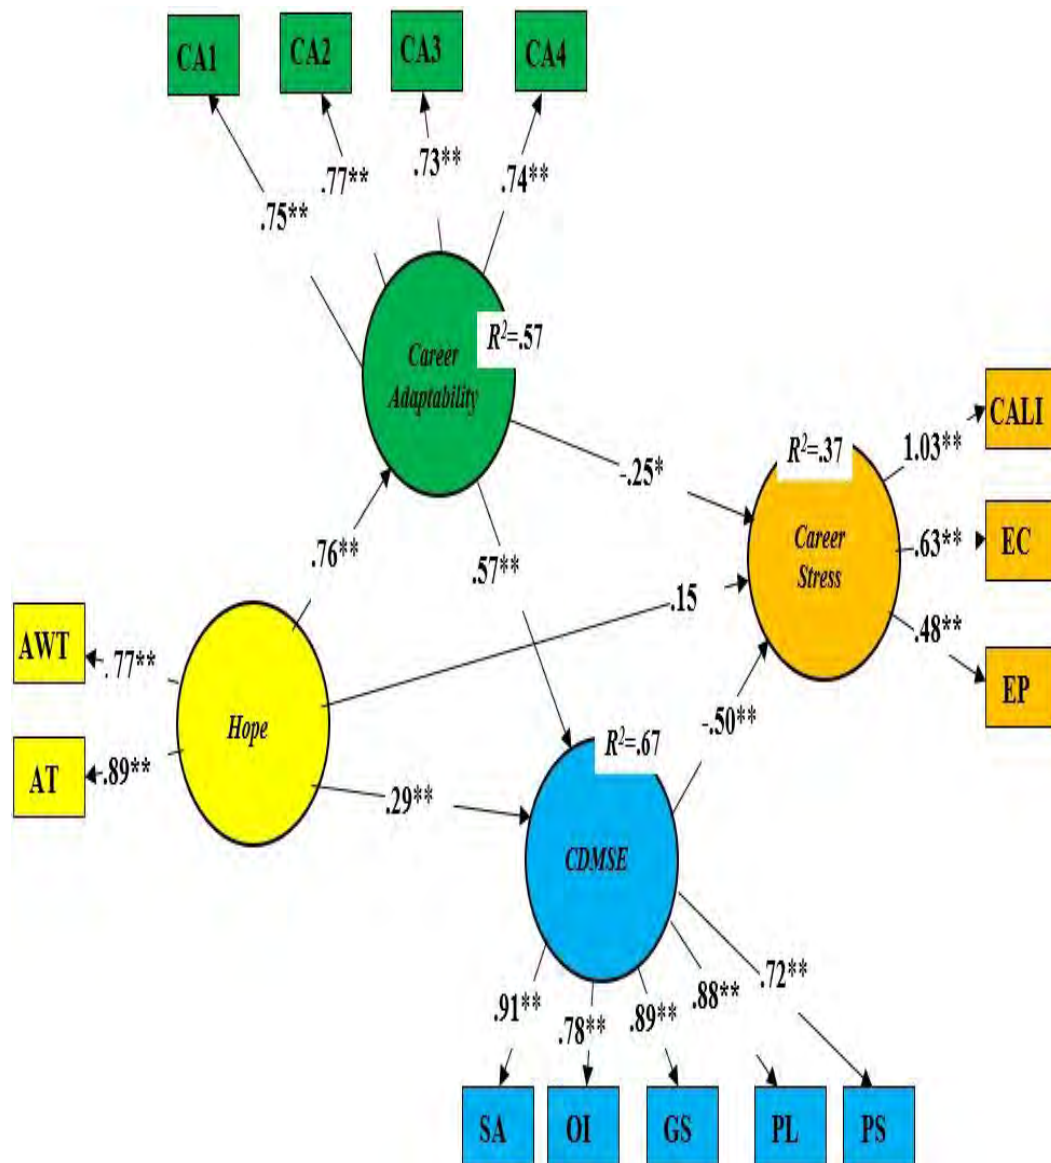 CA1
CA2
CA3
CA4
.75**
.77**
.73**
.74**
R²=.57
Career
Adaptability
CALI
1.03**
R²=.37
-.25*
Career
Stress
.63**
EC
.76**
.57**
.15
.48**
EP
AWT
.77**
Hope
-.50**
R²=.67
AT
.89**
.29**
CDMSE
.91**
.78**
.89**
.88**
.72**
SA
OI
GS
PL
PS